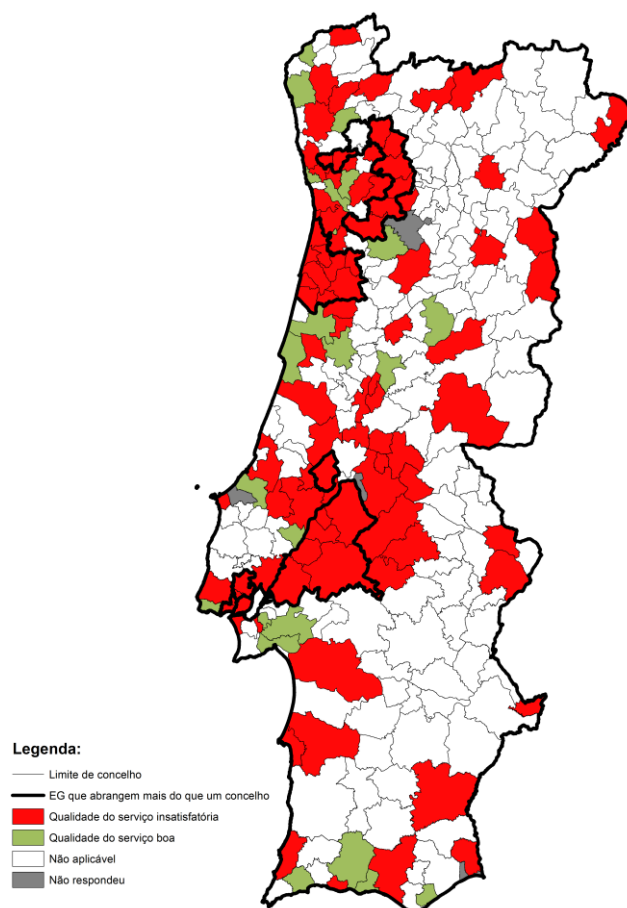 Legenda:
Limite de concelho
EG que abrangem mais do que um concelho
Qualidade do serviço insatisfatória
Qualidade do serviço boa
Não aplicável
Não respondeu